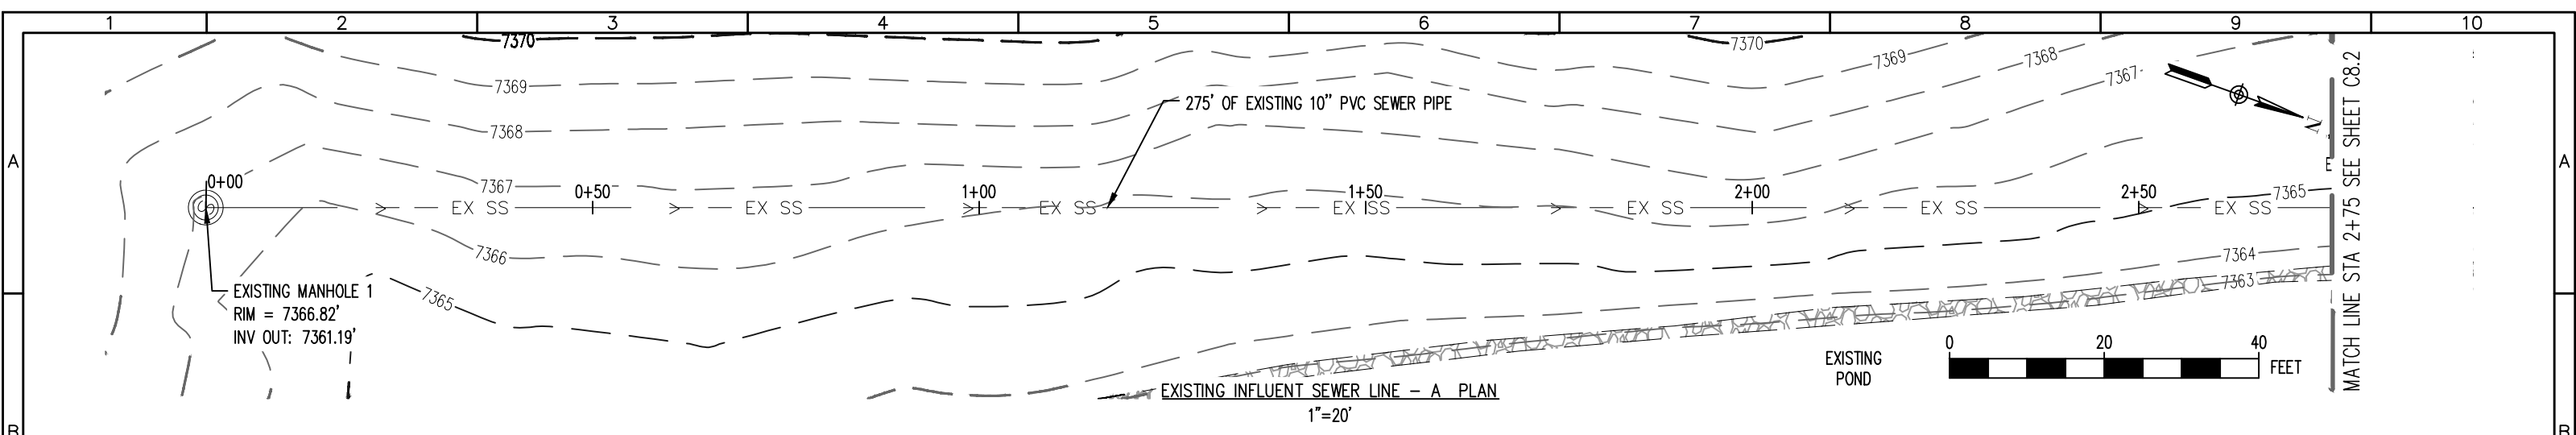 1 2 3 4 5 6 7 8 9 10
7370 7370
7369 7369 7368 7367
275' OF EXISTING 10" PVC SEWER PIPE
7368
N
A A
E
7367
0+00 0+50 1+00 1+50 2+00 2+50 7365
EX SS EX SS EX SS EX SS EX SS EX SS EX SS
7366 7364
7363
7365
EXISTING MANHOLE 1
RIM = 7366.82'
INV OUT: 7361.19'
MATCH LINE STA 2+75 SEE SHEET C8.2
0 20 40
FEET
EXISTING
POND
EXISTING INFLUENT SEWER LINE – A PLAN
1"=20'
B B